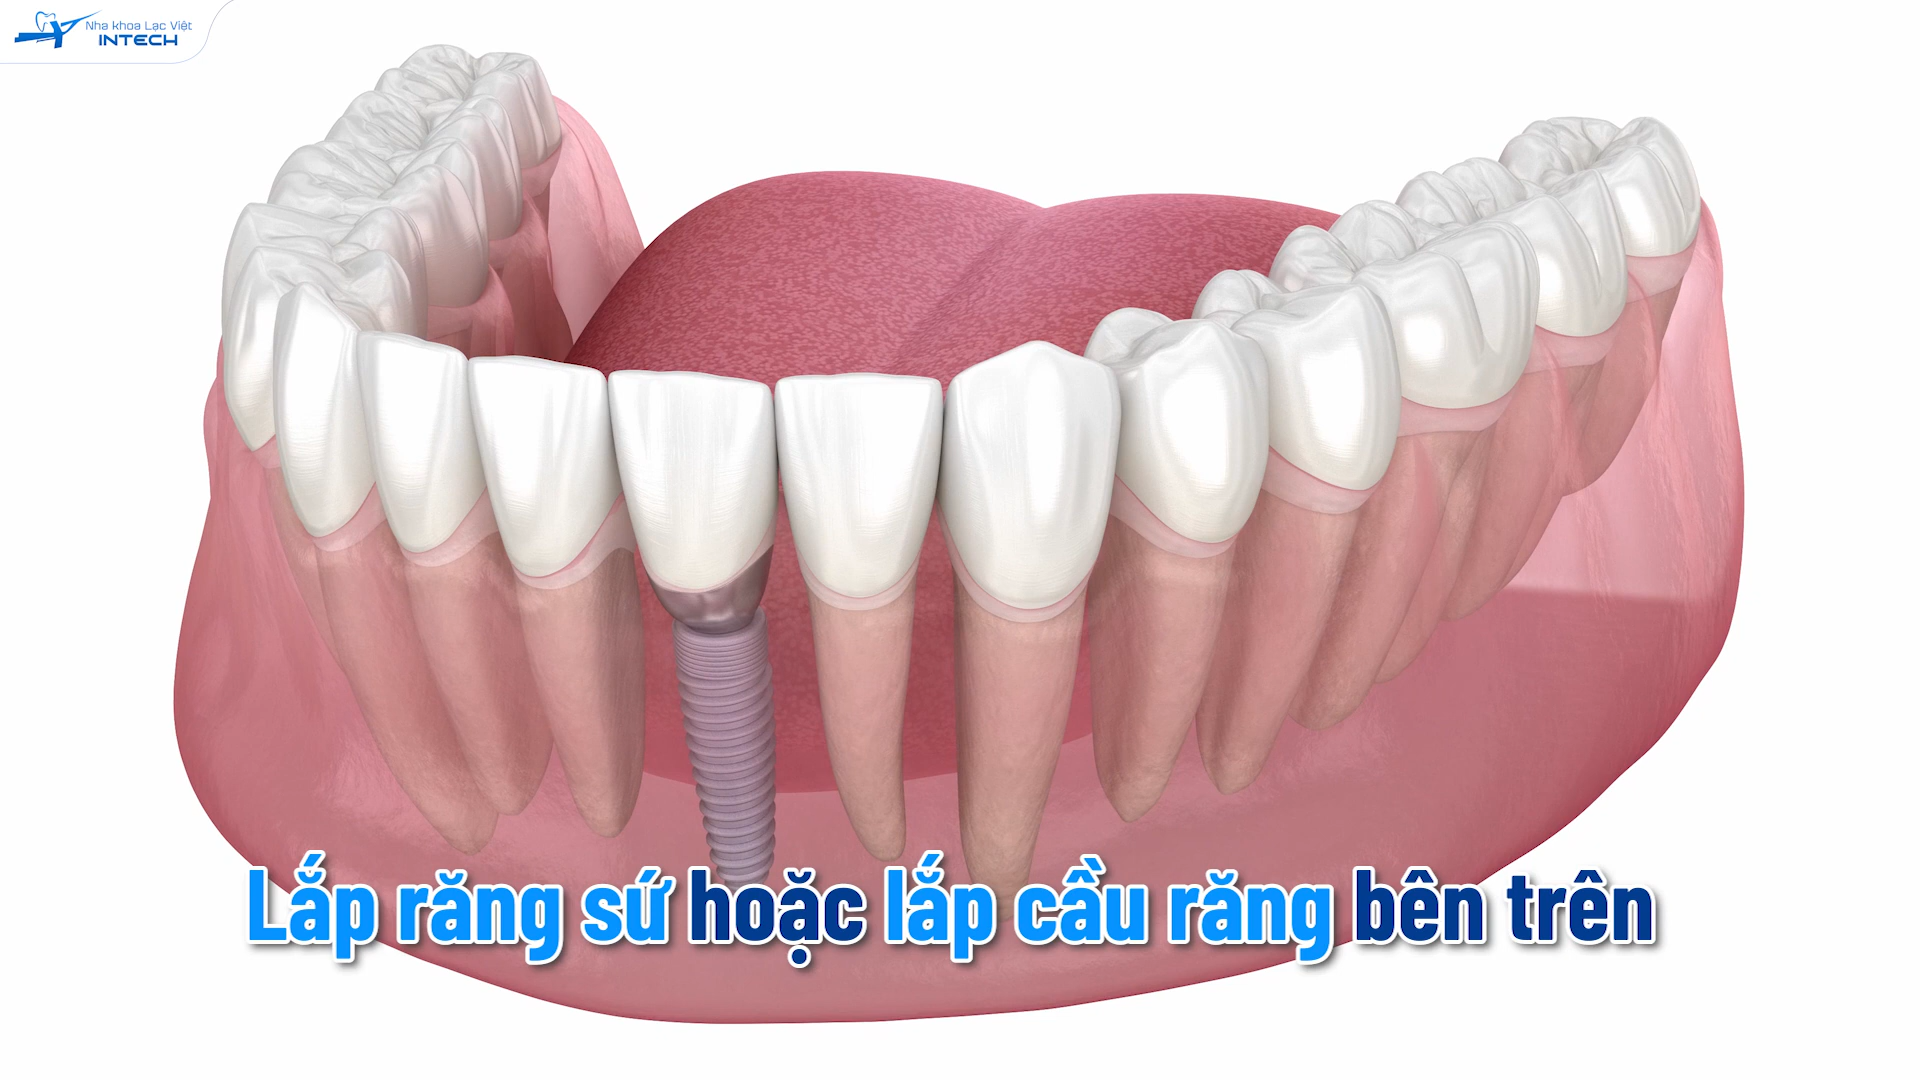 Nha khoa Lạc Việt
INTECH
Lắp răng sứ hoặc lắp cầu răng bên trên